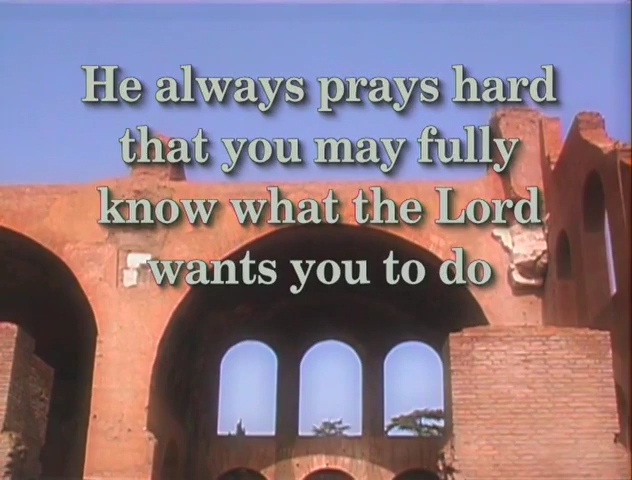 He always prays hard
that you may fully
know what the Lord
wants you to do